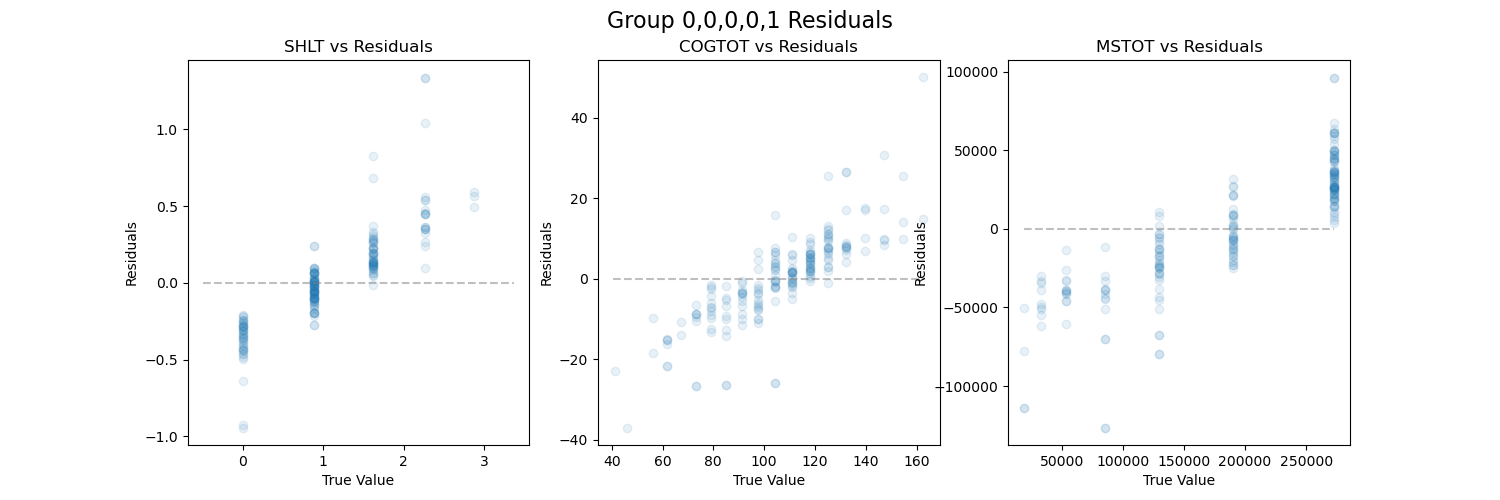 Group 0,0,0,0,1 Residuals
SHLT vs Residuals
COGTOT vs Residuals
MSTOT vs Residuals
Residuals
1.0
0.5
0.0
−0.5
−1.0
0 1 2 3
True Value
Residuals
40
20
0
−20
−40
40 60 80 100 120 140 160
True Value
Residuals
100000
50000
0
−50000
−100000
50000 100000 150000 200000 250000
True Value